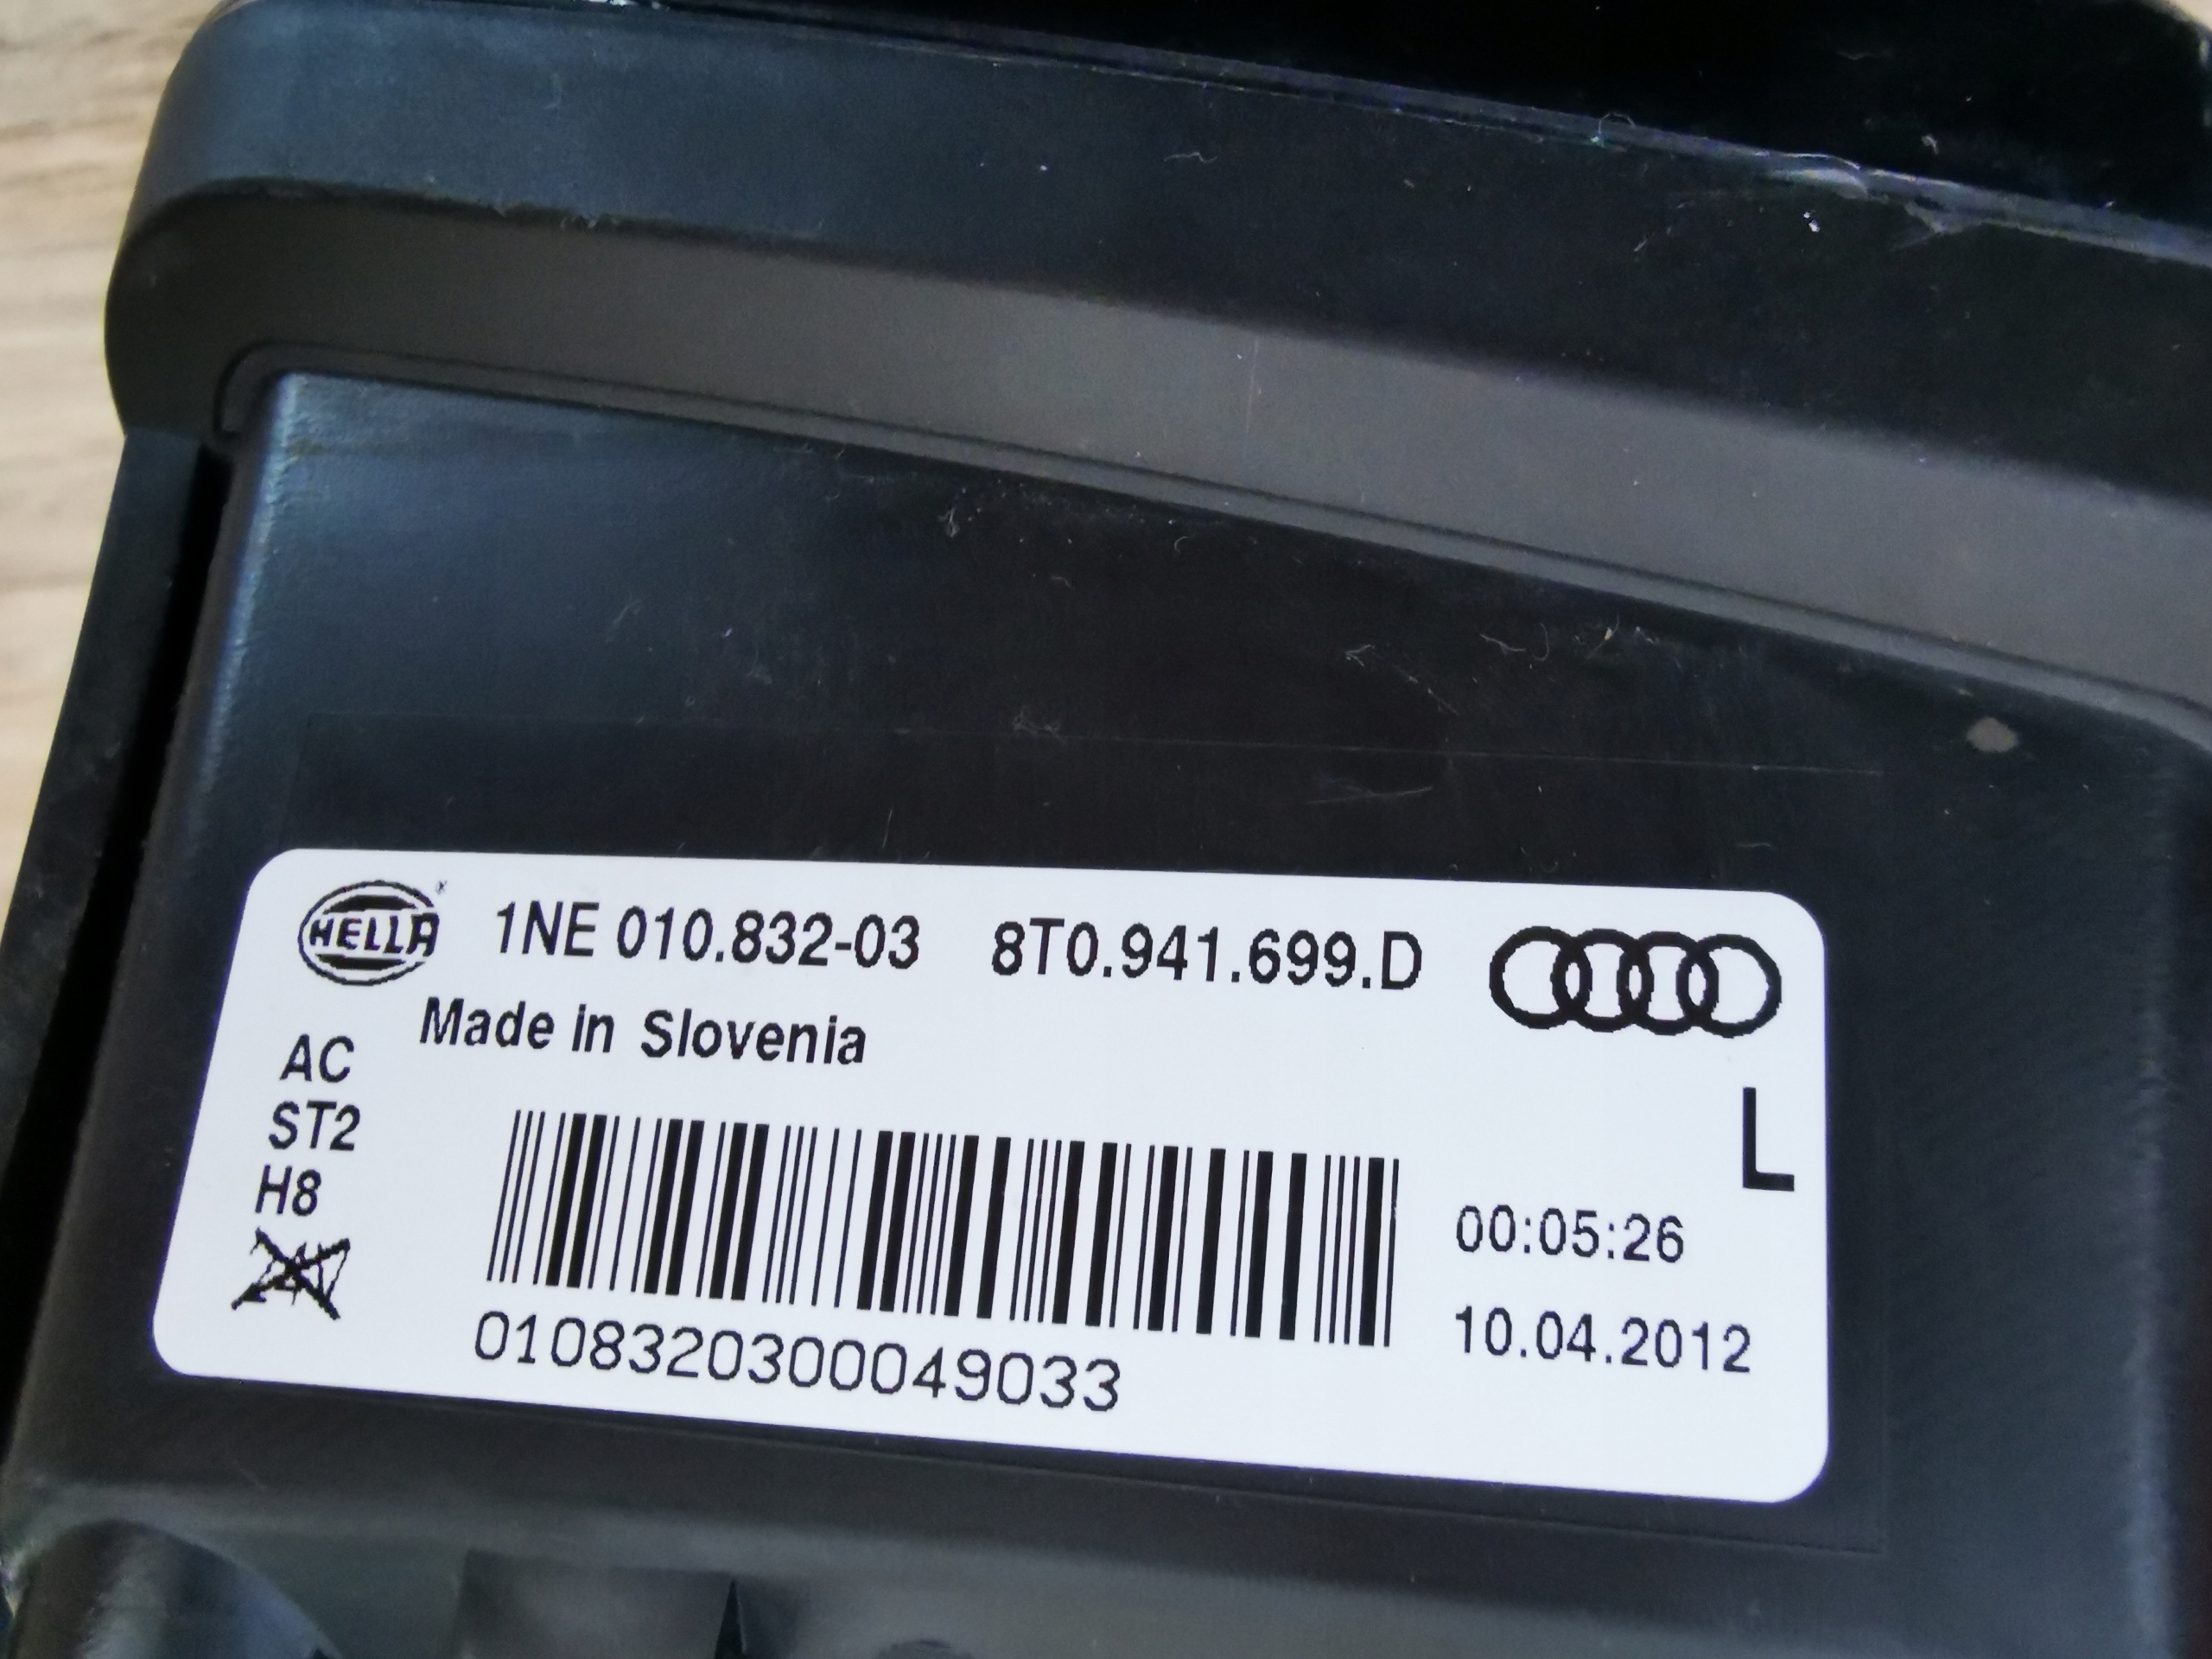 HELLA 1NE 010.832-03 8T0.941.699.D
Made in Slovenia
AC
ST2
H8
L
00:05:26
10.04.2012
0108320300049033